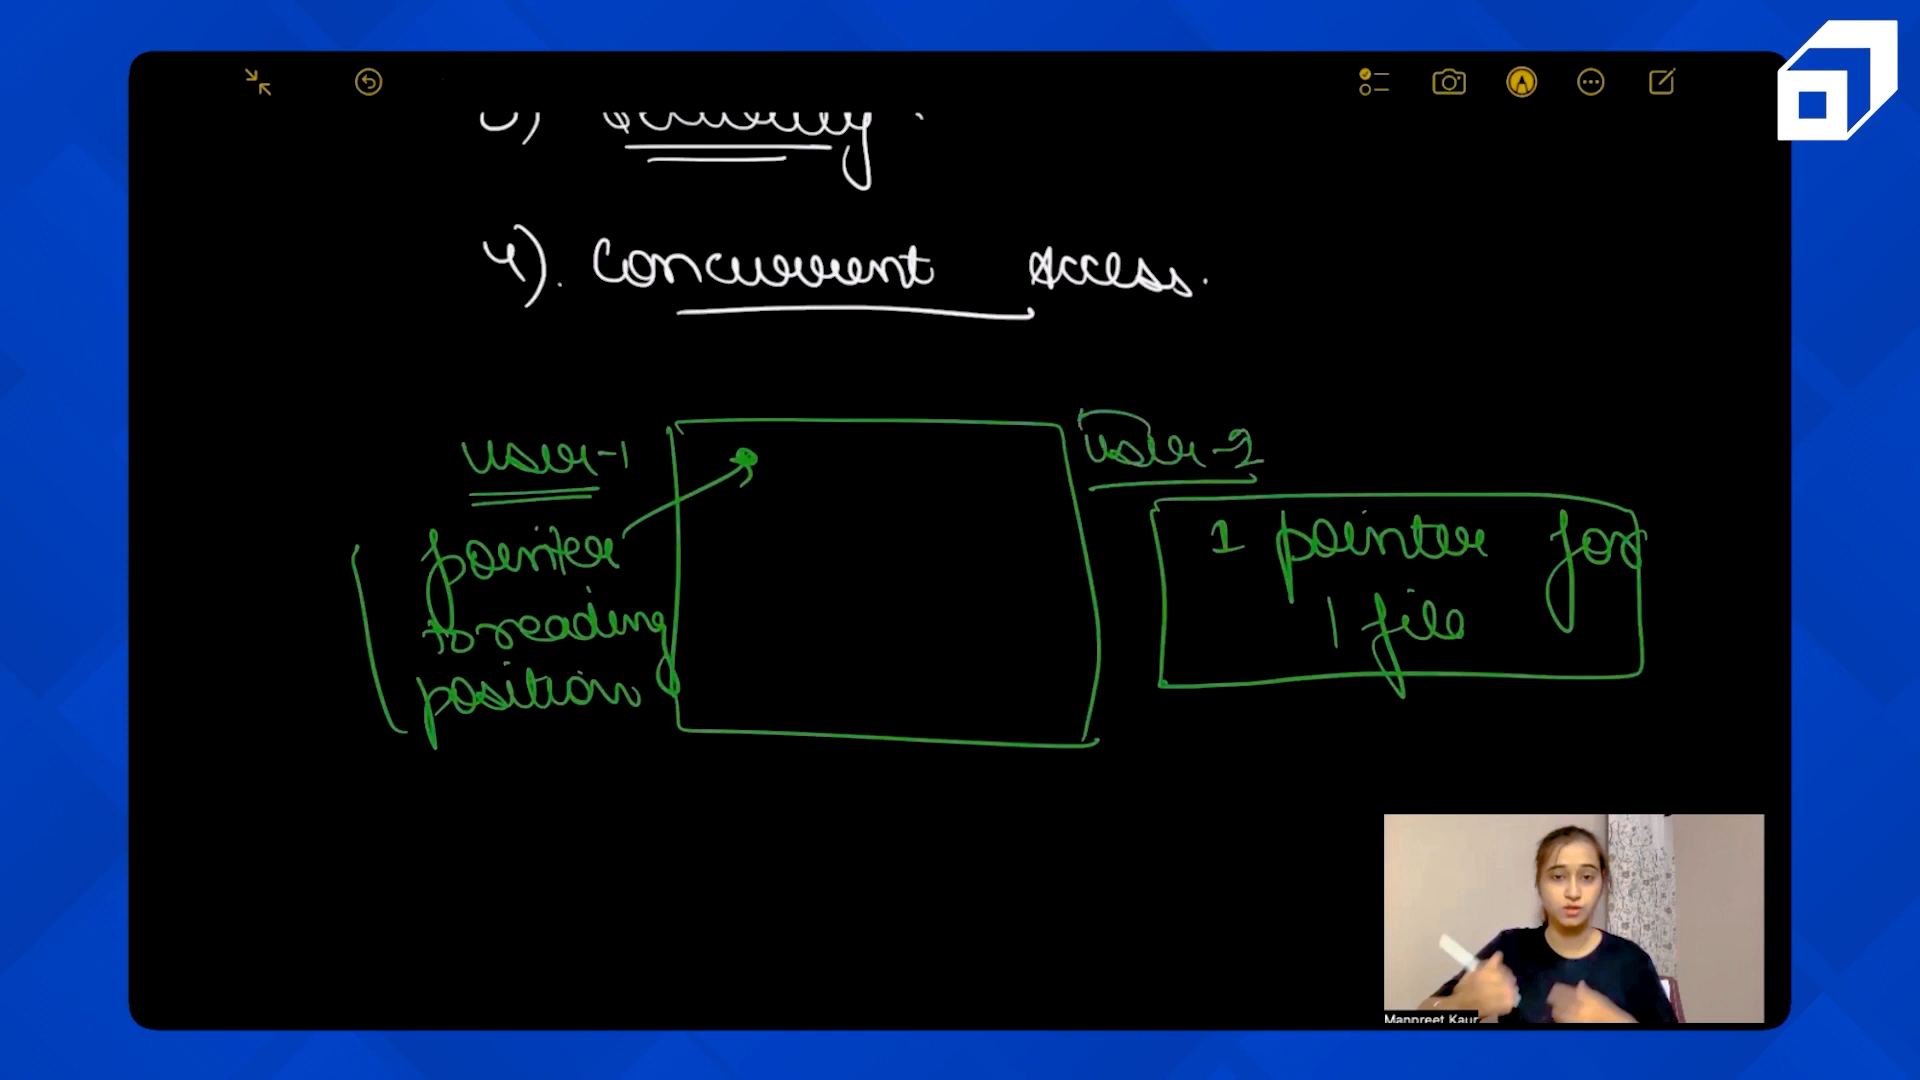 4). Concurrent Access.
User-1
User-2
pointer
to reading
position
1 pointer for
1 file
Manpreet Kaur